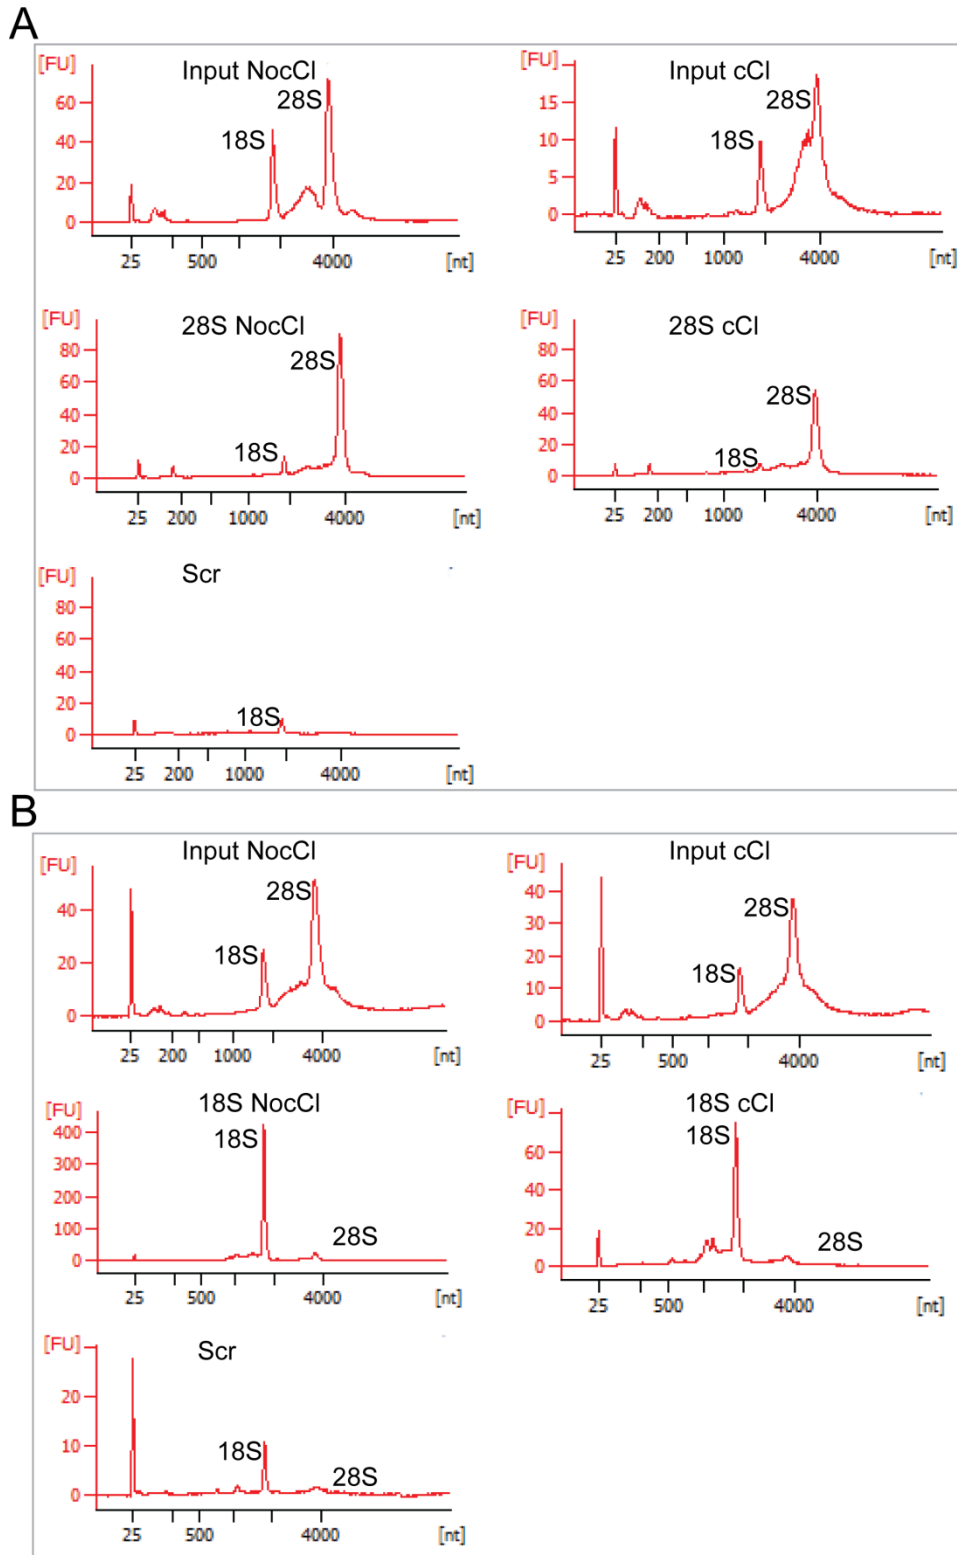 A
[FU]
Input NocCl
28S
18S
60
40
20
0
25 500 4000 [nt]
[FU]
Input cCl
28S
18S
15
10
5
0
25 200 1000 4000 [nt]
[FU]
28S NocCl
28S
18S
80
60
40
20
0
25 200 1000 4000 [nt]
[FU]
28S cCl
28S
18S
80
60
40
20
0
25 200 1000 4000 [nt]
[FU]
Scr
18S
80
60
40
20
0
25 200 1000 4000 [nt]
B
[FU]
Input NocCl
28S
18S
40
20
0
25 200 1000 4000 [nt]
[FU]
Input cCl
28S
18S
40
30
20
10
0
25 500 4000 [nt]
[FU]
18S NocCl
18S
28S
400
300
200
100
0
25 500 4000 [nt]
[FU]
18S cCl
18S
28S
60
40
20
0
25 500 4000 [nt]
[FU]
Scr
18S
28S
20
10
0
25 500 4000 [nt]